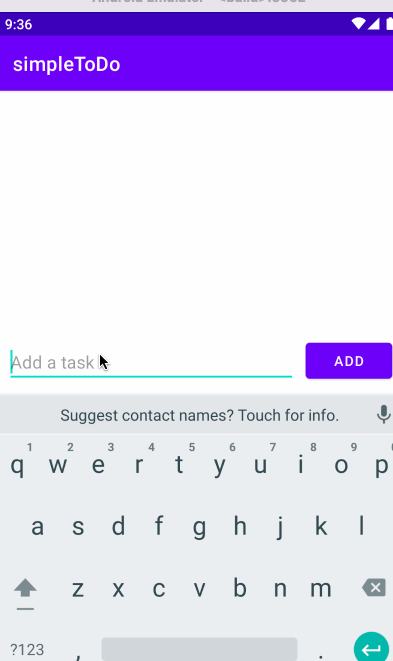 9:36
simpleToDo
Add a task
ADD
Suggest contact names? Touch for info.
1 2 3 4 5 6 7 8 9
q w e r t y u i o p
a s d f g h j k l
z x c v b n m
?123 , .